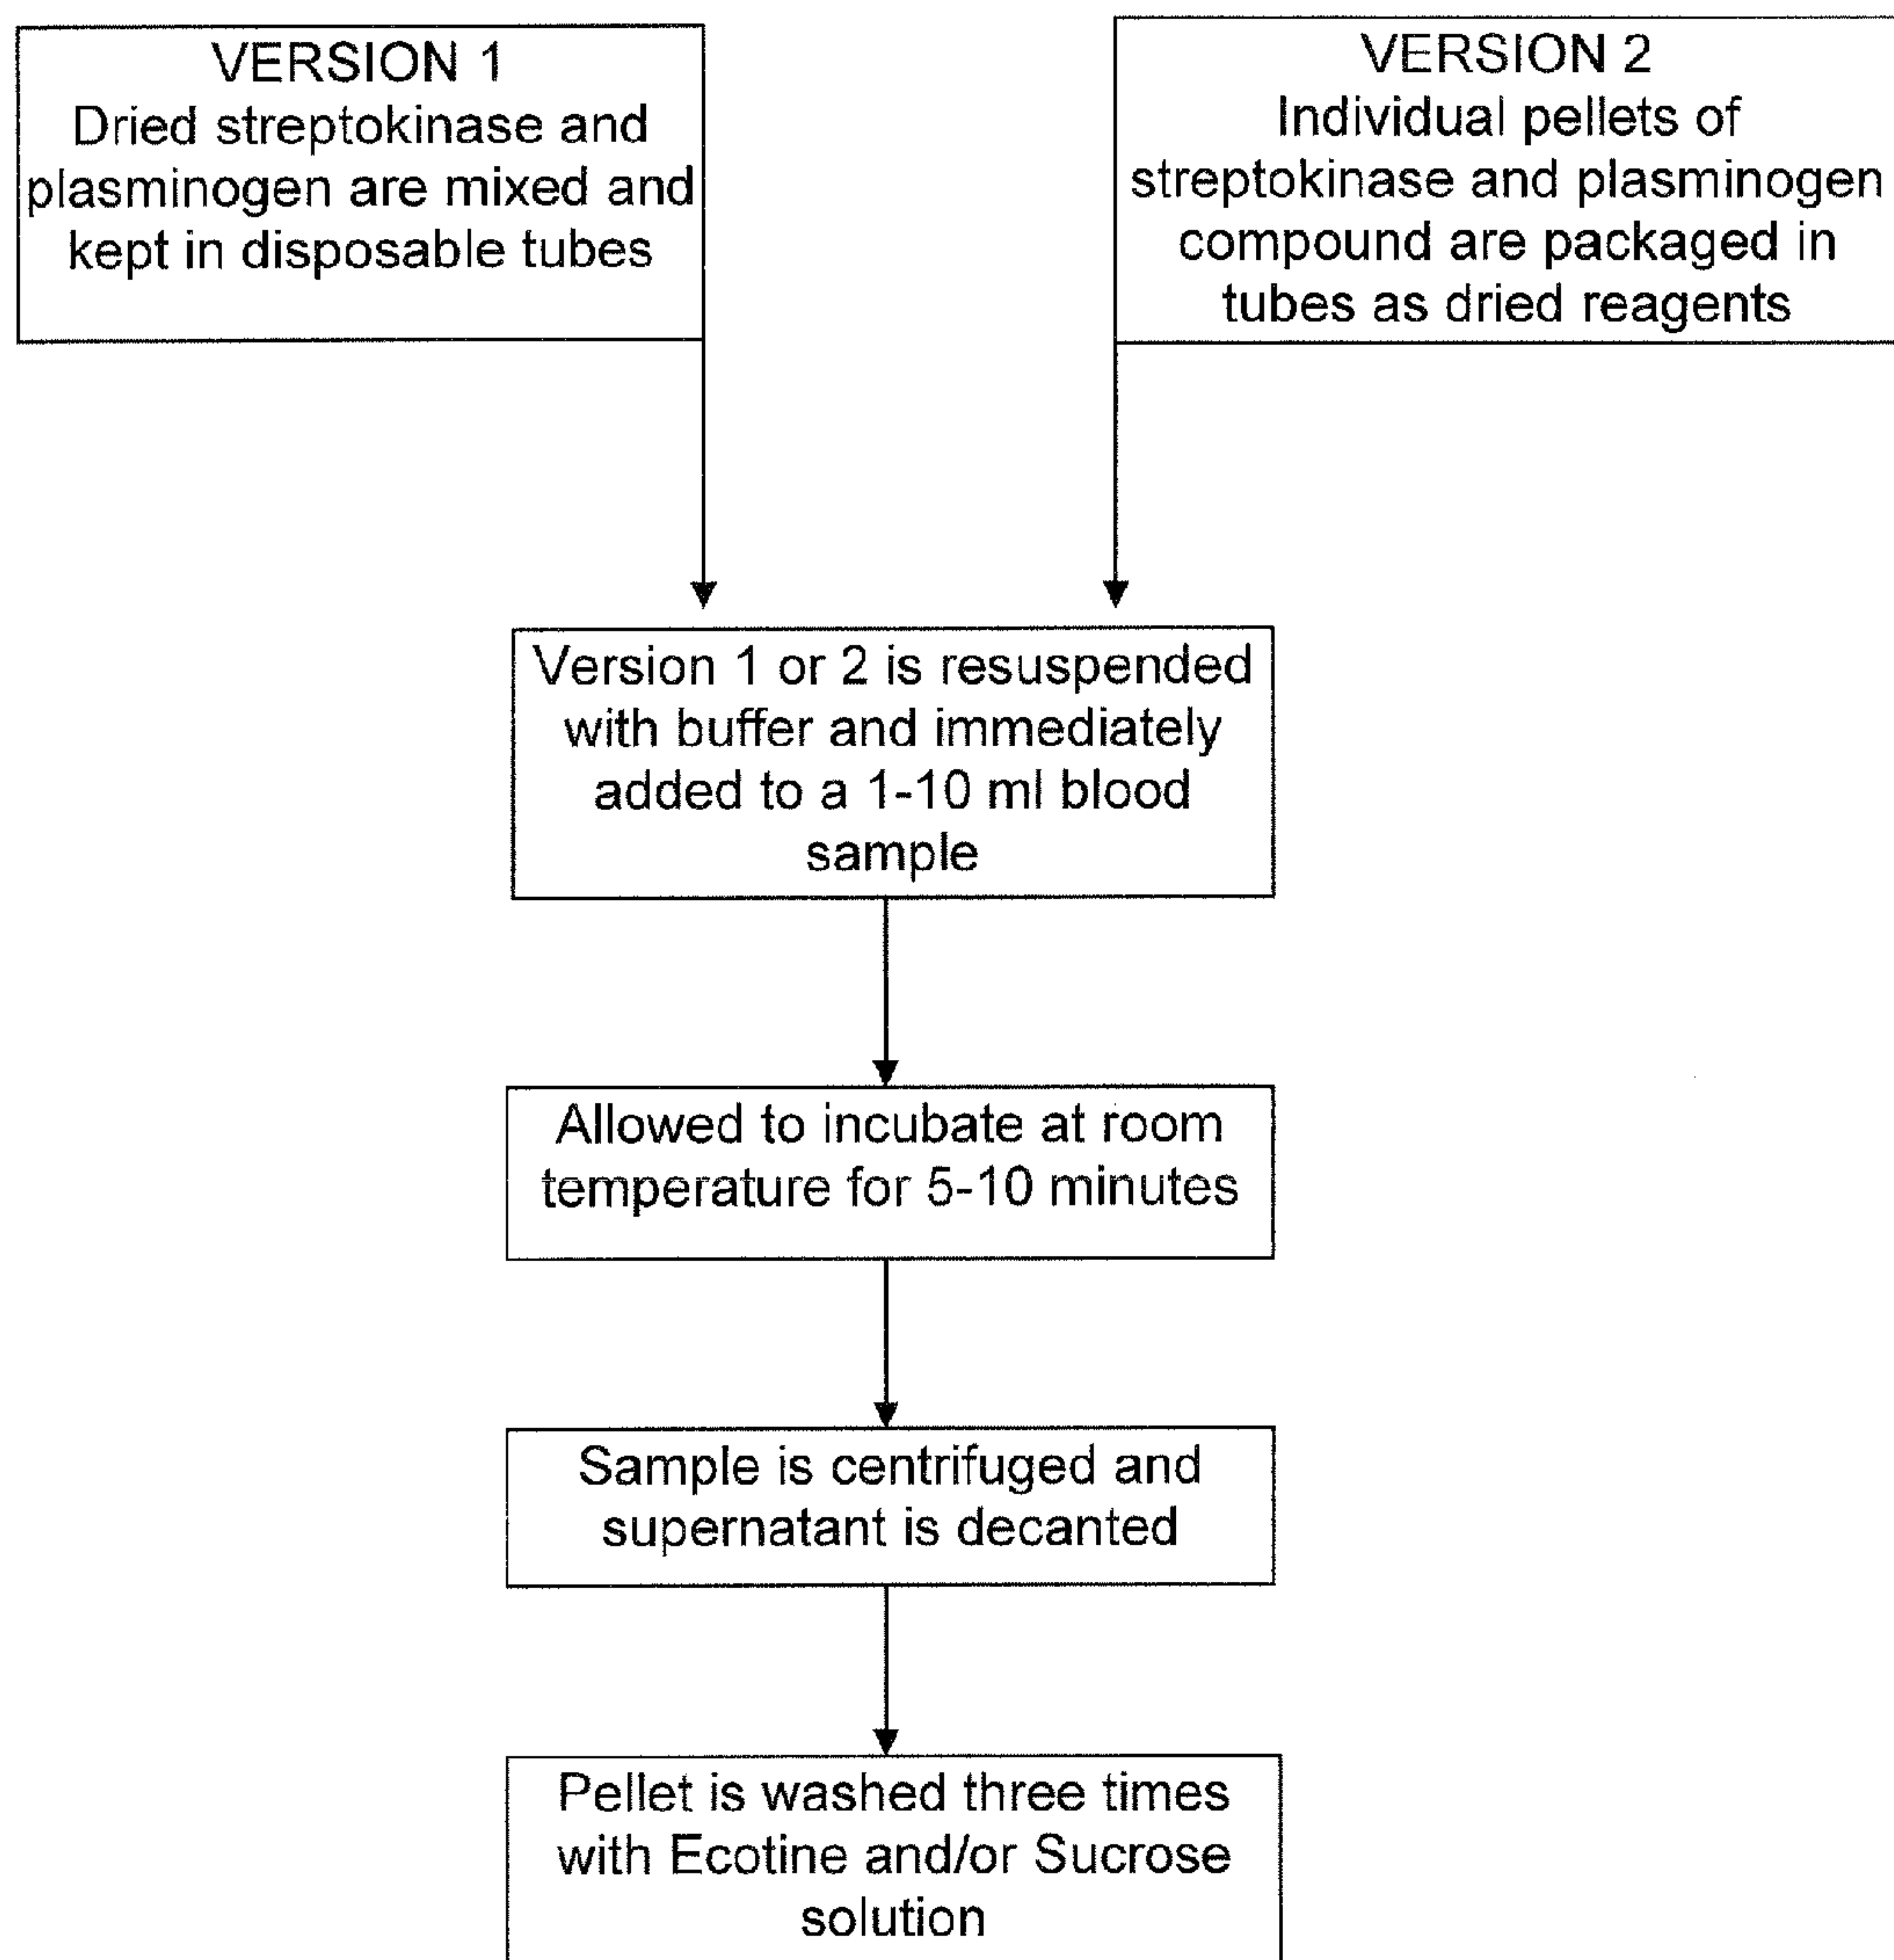 VERSION 1
Dried streptokinase and
plasminogen are mixed and
kept in disposable tubes
VERSION 2
Individual pellets of
streptokinase and plasminogen
compound are packaged in
tubes as dried reagents
Version 1 or 2 is resuspended
with buffer and immediately
added to a 1-10 ml blood
sample
Allowed to incubate at room
temperature for 5-10 minutes
Sample is centrifuged and
supernatant is decanted
Pellet is washed three times
with Ecotine and/or Sucrose
solution